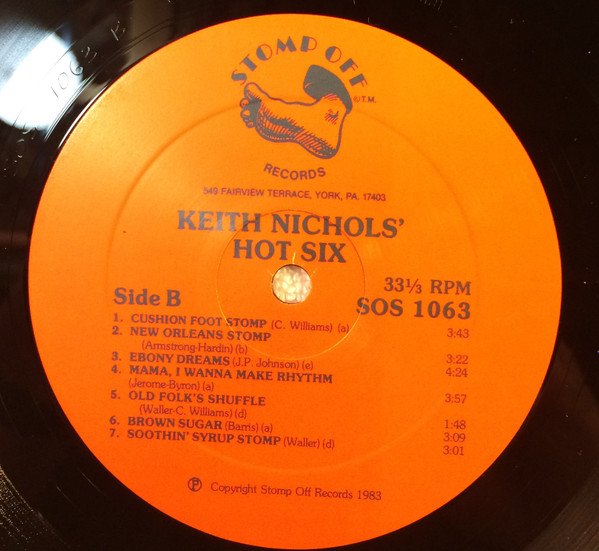 STOMP OFF
®T.M.
RECORDS
549 FAIRVIEW TERRACE, YORK, PA. 17403
KEITH NICHOLS'
HOT SIX
33⅓ RPM
Side B
SOS 1063
1. CUSHION FOOT STOMP (C. Williams) (a) 3:43
2. NEW ORLEANS STOMP
(Armstrong-Hardin) (b) 3:22
3. EBONY DREAMS (J.P. Johnson) (e) 4:24
4. MAMA, I WANNA MAKE RHYTHM
(Jerome-Byron) (a) 3:57
5. OLD FOLK'S SHUFFLE
(Waller-C. Williams) (d) 1:48
6. BROWN SUGAR (Barris) (a) 3:09
7. SOOTHIN' SYRUP STOMP (Waller) (d) 3:01
℗ Copyright Stomp Off Records 1983